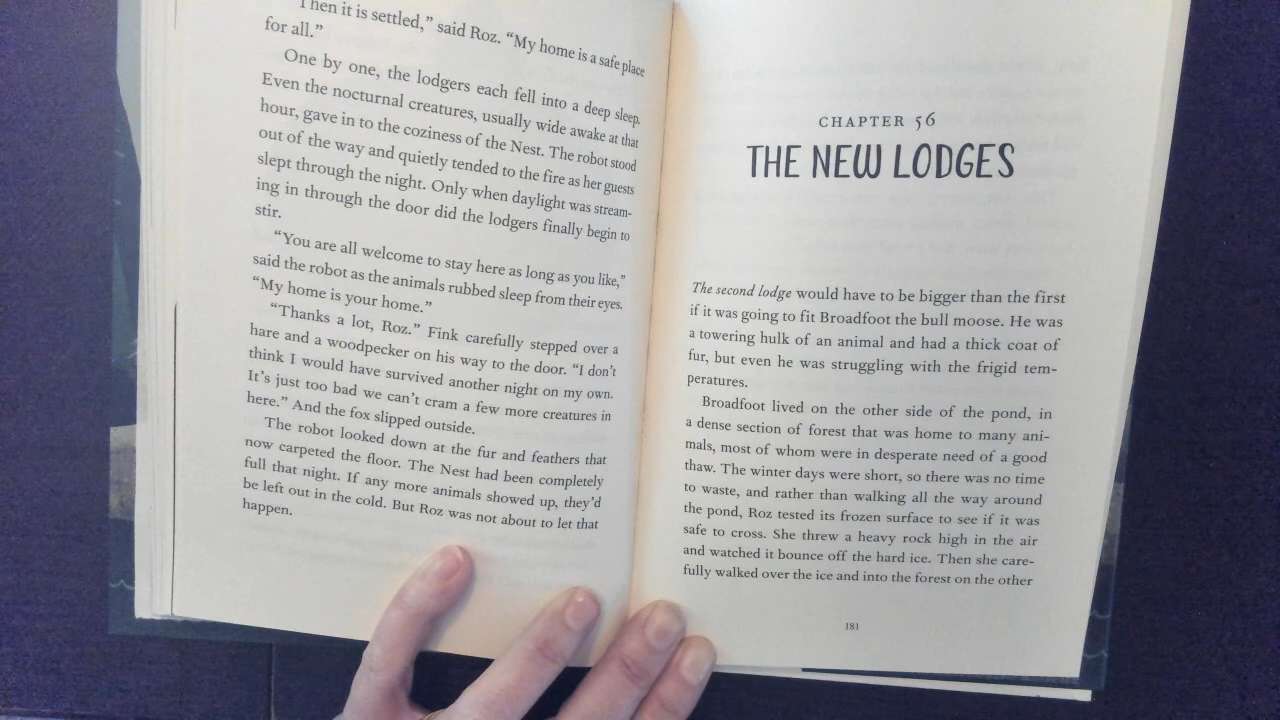 Then it is settled,” said Roz. “My home is a safe place
for all.”
One by one, the lodgers each fell into a deep sleep.
Even the nocturnal creatures, usually wide awake at that
hour, gave in to the coziness of the Nest. The robot stood
out of the way and quietly tended to the fire as her guests
slept through the night. Only when daylight was stream-
ing in through the door did the lodgers finally begin to
stir.
“You are all welcome to stay here as long as you like,”
said the robot as the animals rubbed sleep from their eyes.
“My home is your home.”
“Thanks a lot, Roz.” Fink carefully stepped over a
hare and a woodpecker on his way to the door. “I don’t
think I would have survived another night on my own.
It’s just too bad we can’t cram a few more creatures in
here.” And the fox slipped outside.
The robot looked down at the fur and feathers that
now carpeted the floor. The Nest had been completely
full that night. If any more animals showed up, they’d
be left out in the cold. But Roz was not about to let that
happen.
CHAPTER 56
THE NEW LODGES
The second lodge would have to be bigger than the first
if it was going to fit Broadfoot the bull moose. He was
a towering hulk of an animal and had a thick coat of
fur, but even he was struggling with the frigid tem-
peratures.
Broadfoot lived on the other side of the pond, in
a dense section of forest that was home to many ani-
mals, most of whom were in desperate need of a good
thaw. The winter days were short, so there was no time
to waste, and rather than walking all the way around
the pond, Roz tested its frozen surface to see if it was
safe to cross. She threw a heavy rock high in the air
and watched it bounce off the hard ice. Then she care-
fully walked over the ice and into the forest on the other
181